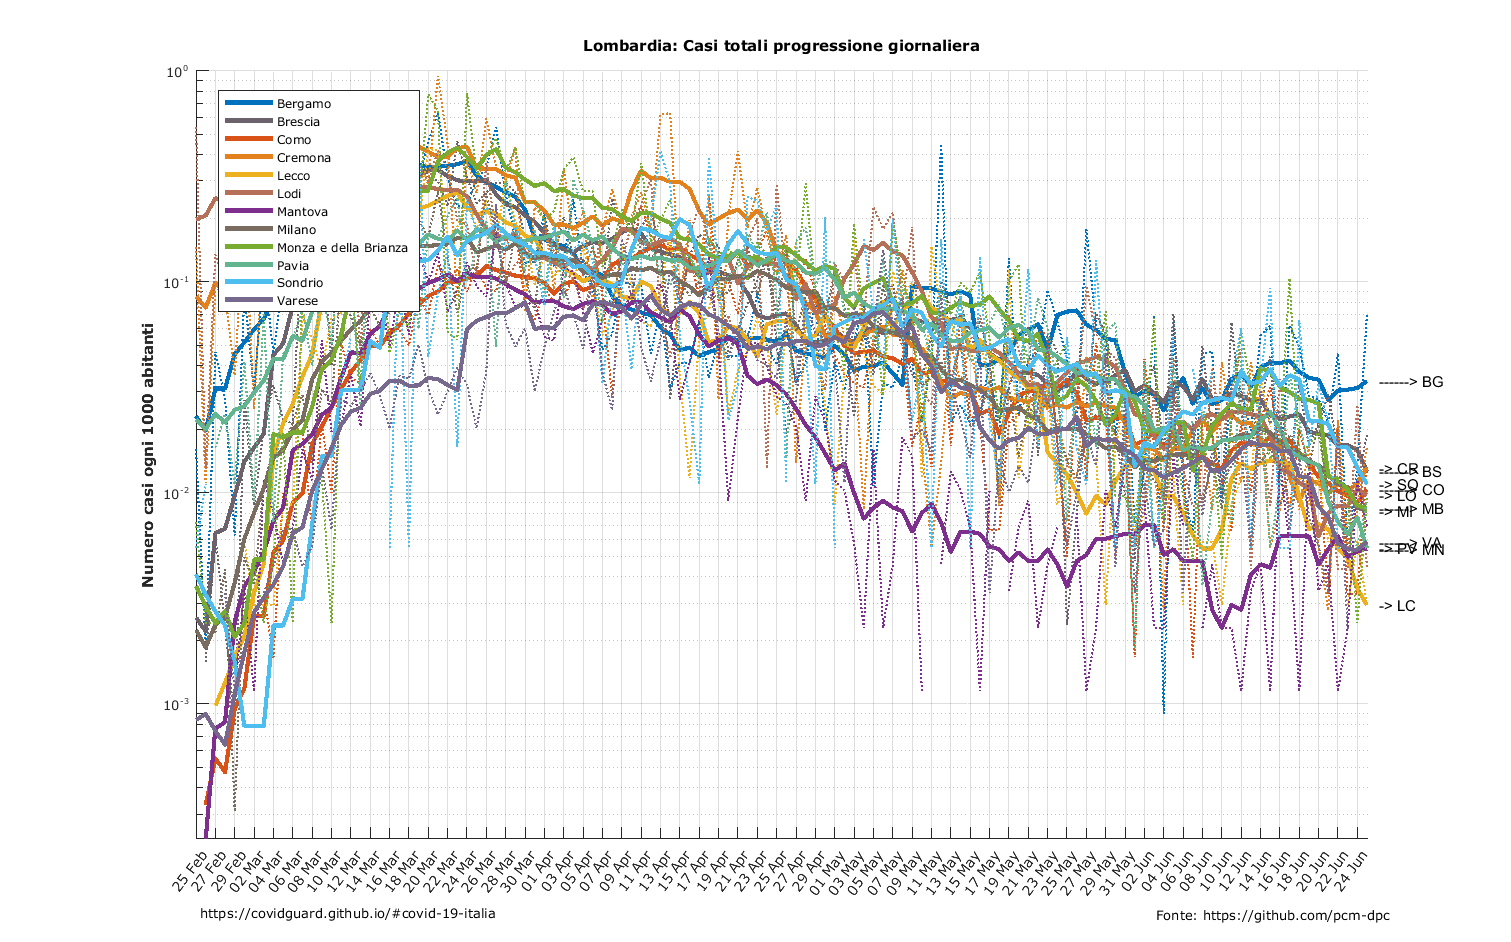 Lombardia: Casi totali progressione giornaliera
Numero casi ogni 1000 abitanti
10⁰
10⁻¹
10⁻²
10⁻³
Bergamo
Brescia
Como
Cremona
Lecco
Lodi
Mantova
Milano
Monza e della Brianza
Pavia
Sondrio
Varese
------> BG
-> CR
------> BS
-> SO
------> CO
-> LO
------> MB
-> MI
------> VA
-> PV
------> MN
-> LC
25 Feb
27 Feb
29 Feb
02 Mar
04 Mar
06 Mar
08 Mar
10 Mar
12 Mar
14 Mar
16 Mar
18 Mar
20 Mar
22 Mar
24 Mar
26 Mar
28 Mar
30 Mar
01 Apr
03 Apr
05 Apr
07 Apr
09 Apr
11 Apr
13 Apr
15 Apr
17 Apr
19 Apr
21 Apr
23 Apr
25 Apr
27 Apr
29 Apr
01 May
03 May
05 May
07 May
09 May
11 May
13 May
15 May
17 May
19 May
21 May
23 May
25 May
27 May
29 May
31 May
02 Jun
04 Jun
06 Jun
08 Jun
10 Jun
12 Jun
14 Jun
16 Jun
18 Jun
20 Jun
22 Jun
24 Jun
https://covidguard.github.io/#covid-19-italia
Fonte: https://github.com/pcm-dpc